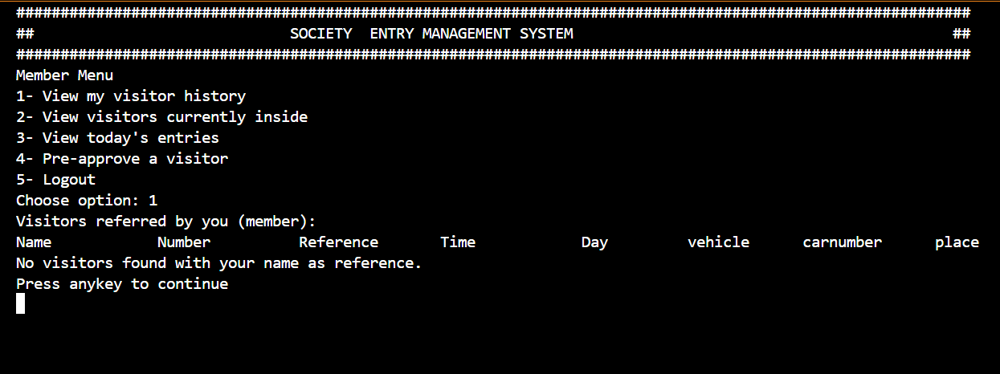 ############################################################################################################
## SOCIETY  ENTRY MANAGEMENT SYSTEM ##
############################################################################################################
Member Menu
1- View my visitor history
2- View visitors currently inside
3- View today's entries
4- Pre-approve a visitor
5- Logout
Choose option: 1
Visitors referred by you (member):
Name Number Reference Time Day vehicle carnumber place
No visitors found with your name as reference.
Press anykey to continue